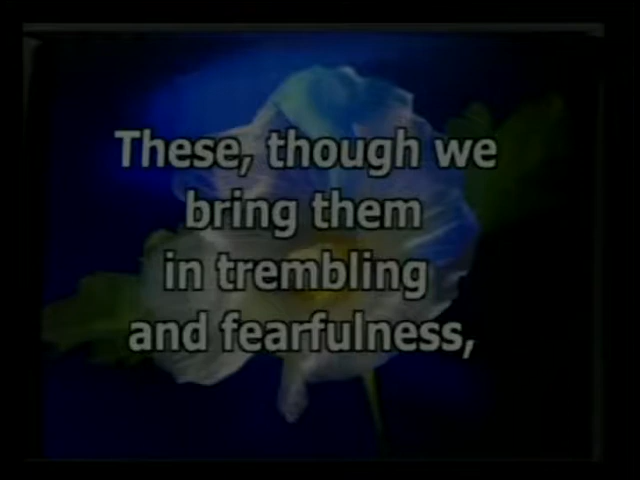 These, though we
bring them
in trembling
and fearfulness,